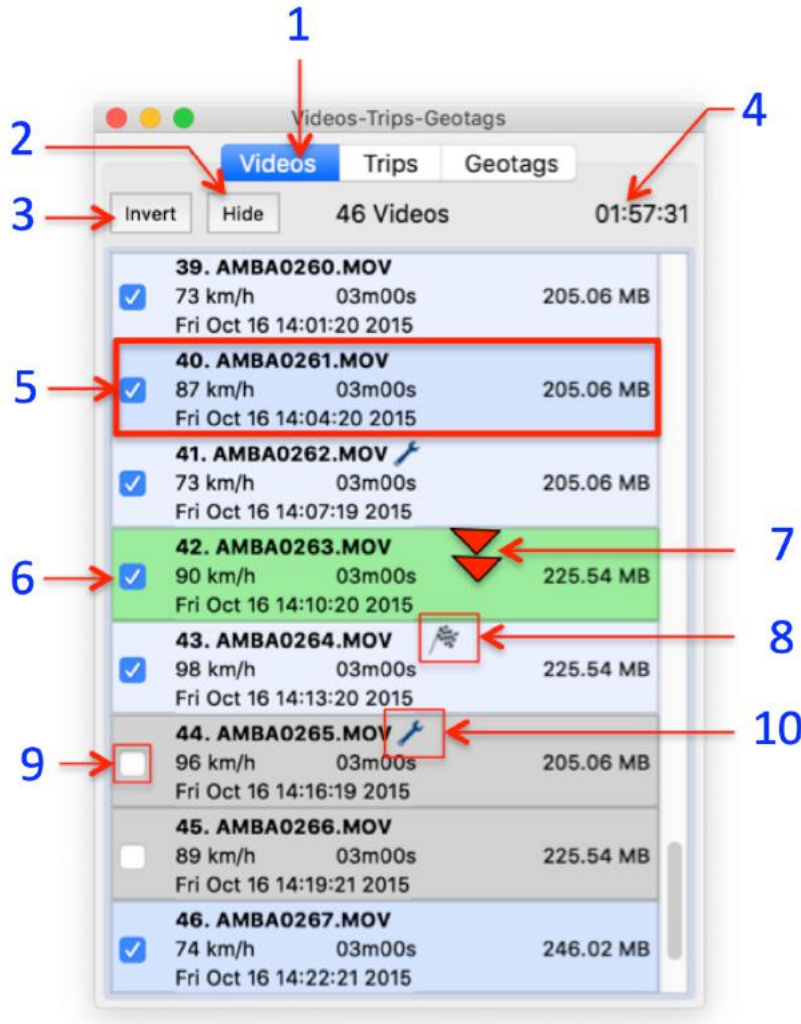 1
Videos-Trips-Geotags
4
2
Videos Trips Geotags
3
Invert Hide 46 Videos 01:57:31
39. AMBA0260.MOV
73 km/h 03m00s 205.06 MB
Fri Oct 16 14:01:20 2015
40. AMBA0261.MOV
5
87 km/h 03m00s 205.06 MB
Fri Oct 16 14:04:20 2015
41. AMBA0262.MOV
73 km/h 03m00s 205.06 MB
Fri Oct 16 14:07:19 2015
42. AMBA0263.MOV
7
6
90 km/h 03m00s 225.54 MB
Fri Oct 16 14:10:20 2015
43. AMBA0264.MOV
8
98 km/h 03m00s 225.54 MB
Fri Oct 16 14:13:20 2015
44. AMBA0265.MOV
10
9
96 km/h 03m00s 205.06 MB
Fri Oct 16 14:16:19 2015
45. AMBA0266.MOV
89 km/h 03m00s 225.54 MB
Fri Oct 16 14:19:21 2015
46. AMBA0267.MOV
74 km/h 03m00s 246.02 MB
Fri Oct 16 14:22:21 2015